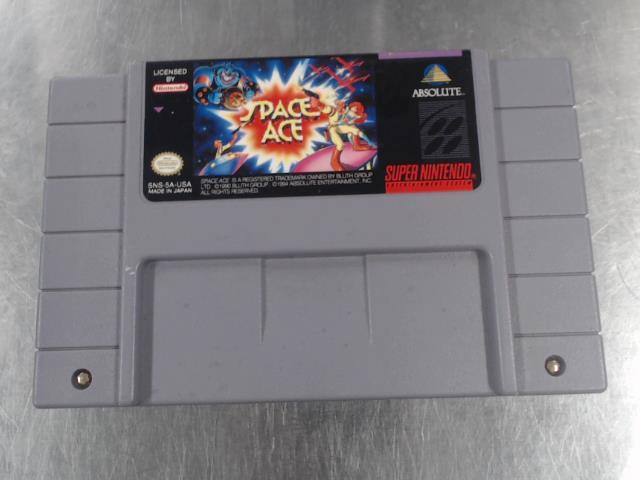 LICENSED
BY
Nintendo
SPACE
ACE
ABSOLUTE
SNS-5A-USA
MADE IN JAPAN
SPACE ACE IS A REGISTERED TRADEMARK OWNED BY BLUTH GROUP
LTD. ©1990 BLUTH GROUP. ©1994 ABSOLUTE ENTERTAINMENT, INC.
ALL RIGHTS RESERVED.
SUPER NINTENDO
ENTERTAINMENT SYSTEM